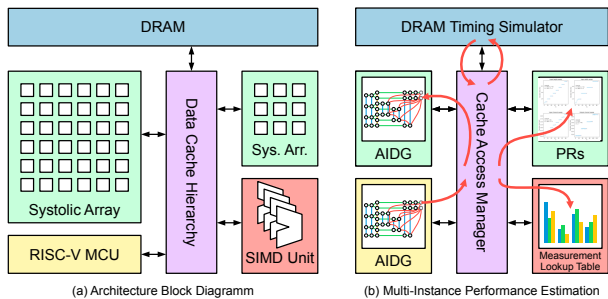 DRAM
Systolic Array
Data Cache Hierarchy
Sys. Arr.
RISC-V MCU
SIMD Unit
(a) Architecture Block Diagramm
DRAM Timing Simulator
AIDG
Cache Access Manager
PRs
AIDG
Measurement
Lookup Table
(b) Multi-Instance Performance Estimation